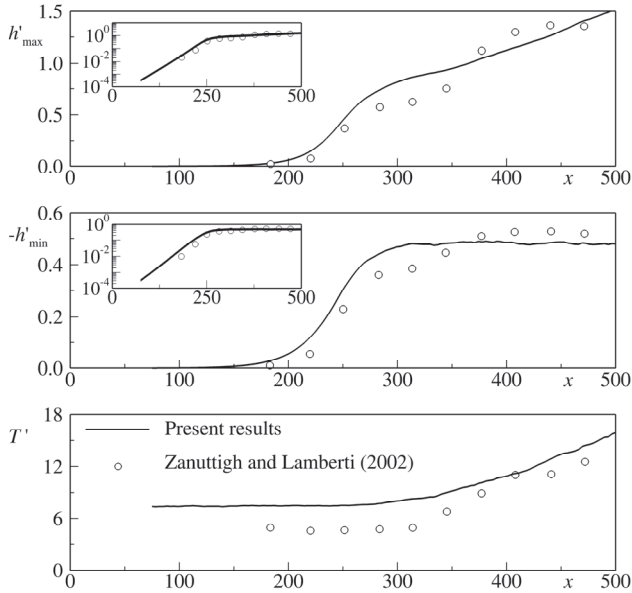 1.5
h'max
10^0
1.0
10^-2
0.5
10^-4
0 250 500
0.0
0 100 200 300 400 x 500
0.6
-h'min
10^0
0.4
10^-2
10^-4
0 250 500
0.2
0.0
0 100 200 300 400 x 500
18
T'
Present results
12
Zanuttigh and Lamberti (2002)
6
0
0 100 200 300 400 x 500